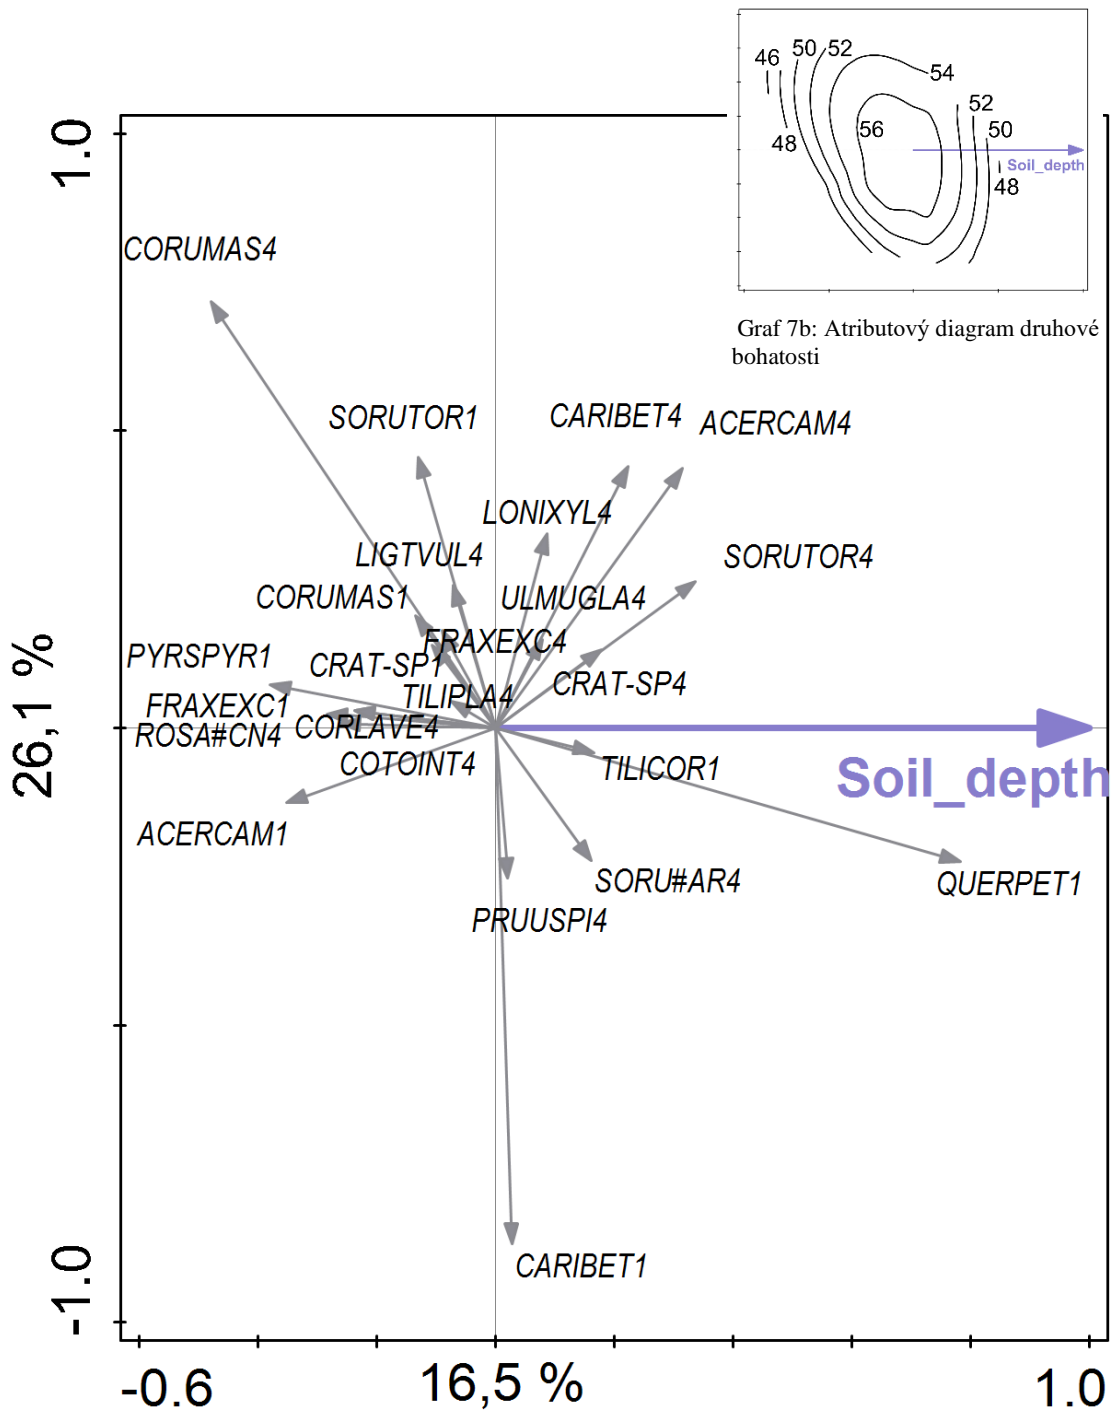 46
50
52
54
52
50
56
48
Soil_depth
48
Graf 7b: Atributový diagram druhové
bohatosti
1.0
CORUMAS4
SORUTOR1
CARIBET4
ACERCAM4
LONIXYL4
LIGTVUL4
SORUTOR4
CORUMAS1
ULMUGLA4
FRAXEXC4
PYRSPYR1
CRAT-SP1
CRAT-SP4
TILIPLA4
FRAXEXC1
CORLAVE4
ROSA#CN4
COTOINT4
TILICOR1
Soil_depth
26,1 %
ACERCAM1
SORU#AR4
QUERPET1
PRUUSPI4
CARIBET1
-1.0
-0.6
16,5 %
1.0